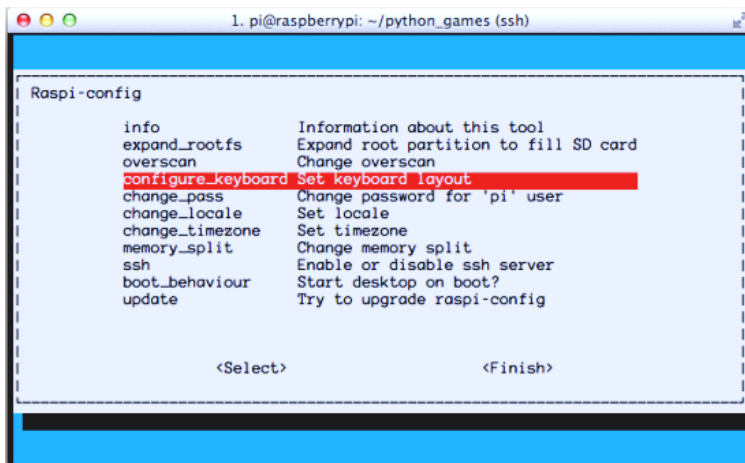 1. pi@raspberrypi: ~/python_games (ssh)
Raspi-config
info Information about this tool
expand_rootfs Expand root partition to fill SD card
overscan Change overscan
configure_keyboard Set keyboard layout
change_pass Change password for 'pi' user
change_locale Set locale
change_timezone Set timezone
memory_split Change memory split
ssh Enable or disable ssh server
boot_behaviour Start desktop on boot?
update Try to upgrade raspi-config
<Select> <Finish>